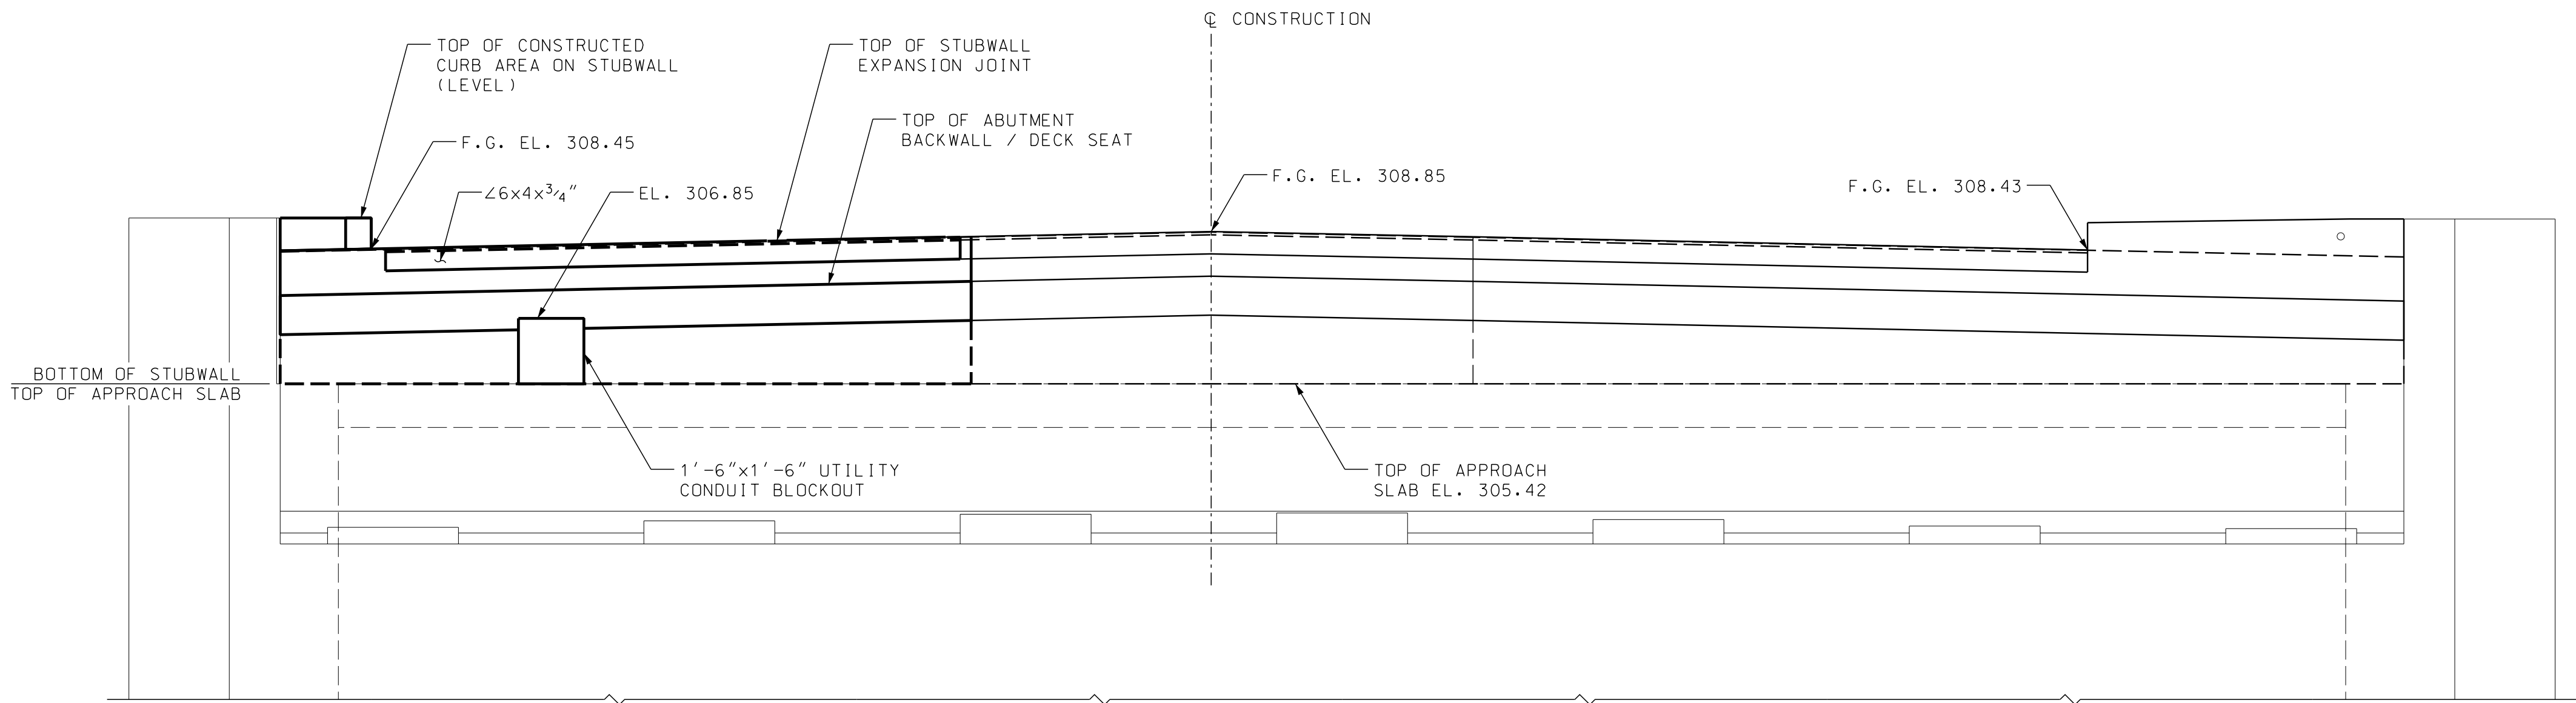 ℄ CONSTRUCTION
TOP OF CONSTRUCTED
CURB AREA ON STUBWALL
(LEVEL)
TOP OF STUBWALL
EXPANSION JOINT
TOP OF ABUTMENT
BACKWALL / DECK SEAT
F.G. EL. 308.45
∠6x4x¾"
EL. 306.85
F.G. EL. 308.85
F.G. EL. 308.43
BOTTOM OF STUBWALL
TOP OF APPROACH SLAB
1'-6"x1'-6" UTILITY
CONDUIT BLOCKOUT
TOP OF APPROACH
SLAB EL. 305.42